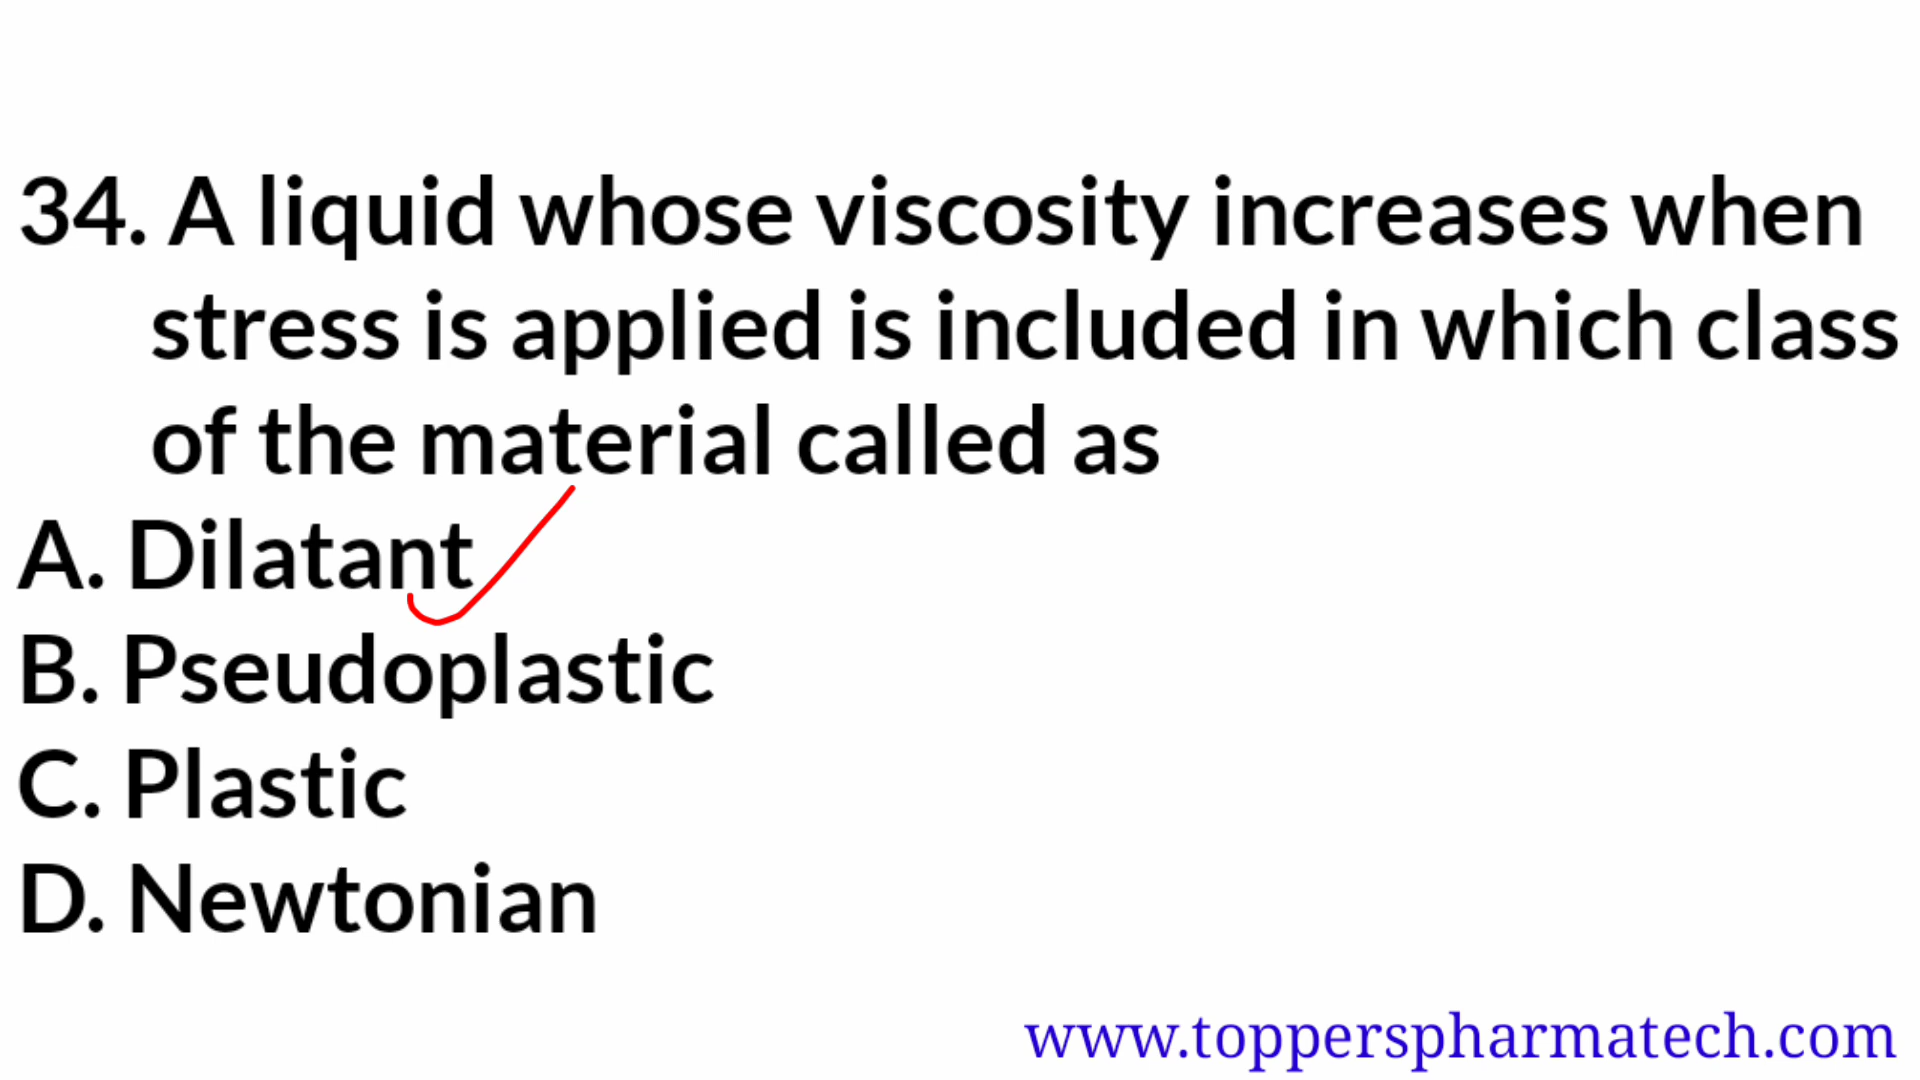 34. A liquid whose viscosity increases when
stress is applied is included in which class
of the material called as
A. Dilatant
B. Pseudoplastic
C. Plastic
D. Newtonian
www.topperspharmatech.com